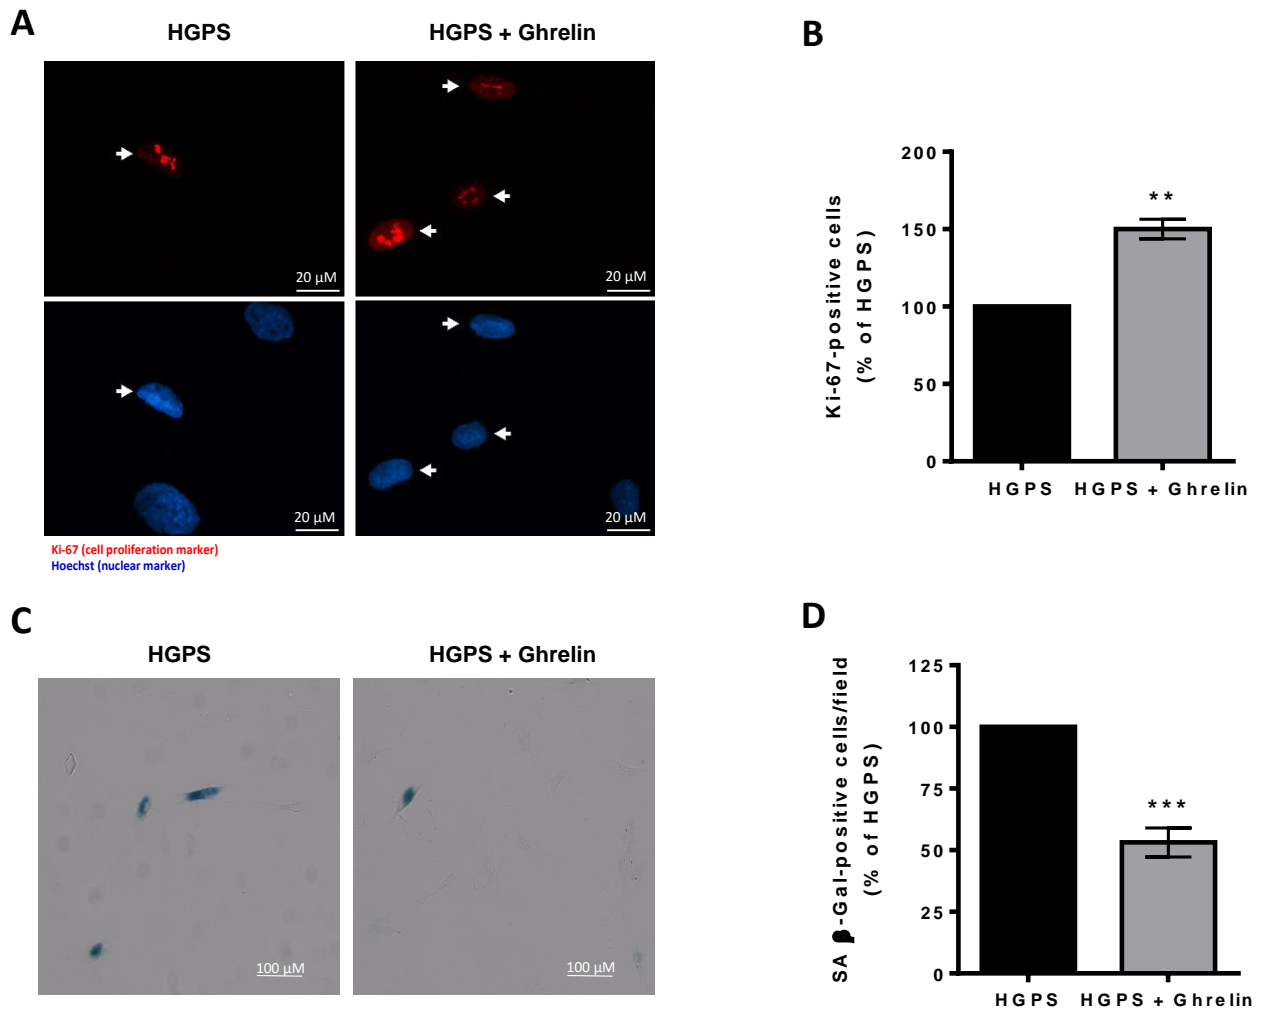 A
HGPS
HGPS + Ghrelin
20 µM
20 µM
20 µM
20 µM
Ki-67 (cell proliferation marker)
Hoechst (nuclear marker)
B
Ki-67-positive cells
(% of HGPS)
200
150
100
50
0
**
HGPS
HGPS + Ghrelin
C
HGPS
HGPS + Ghrelin
100 µM
100 µM
D
SA β-Gal-positive cells/field
(% of HGPS)
125
100
75
50
25
0
***
HGPS
HGPS + Ghrelin